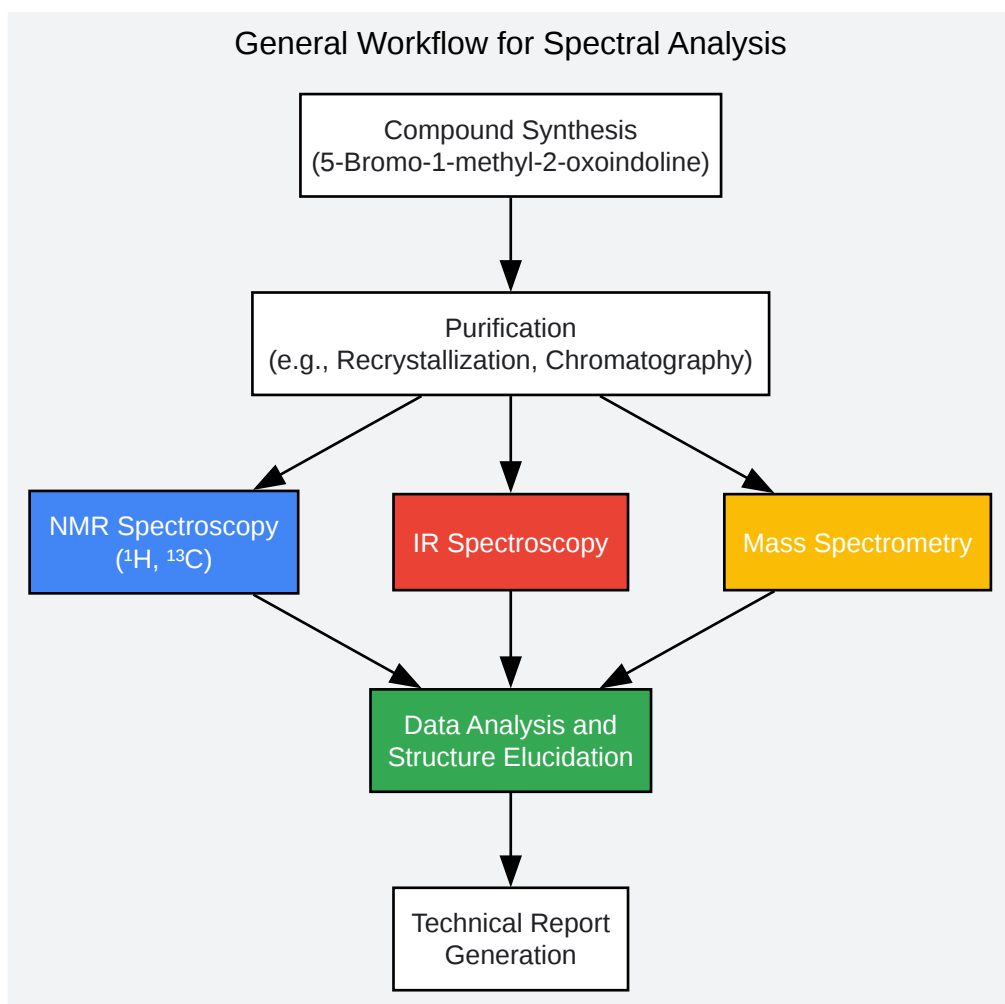 General Workflow for Spectral Analysis
Compound Synthesis
(5-Bromo-1-methyl-2-oxoindoline)
Purification
(e.g., Recrystallization, Chromatography)
NMR Spectroscopy
(¹H, ¹³C)
IR Spectroscopy
Mass Spectrometry
Data Analysis and
Structure Elucidation
Technical Report
Generation